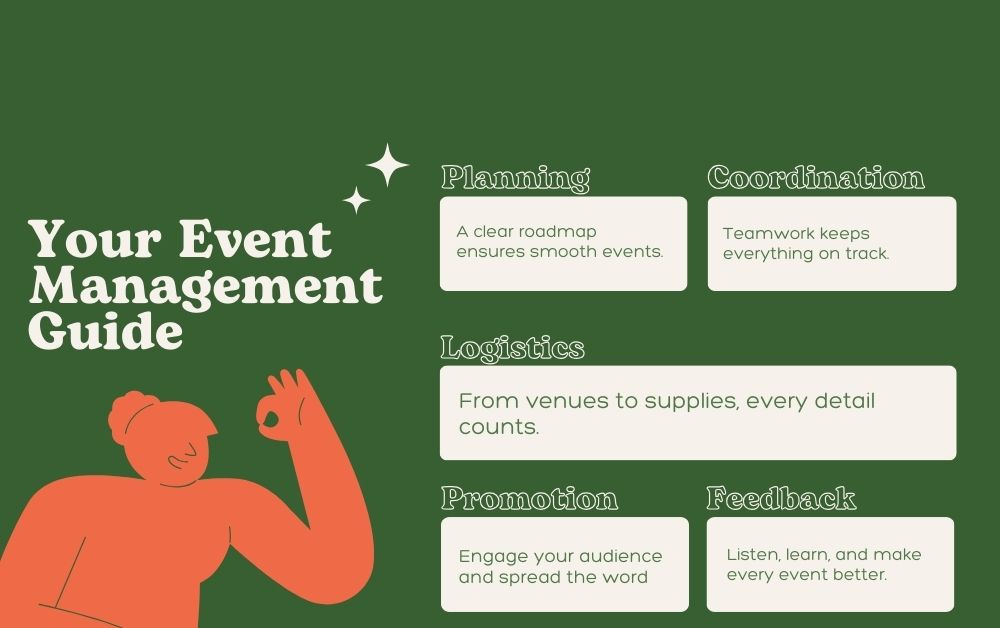 Your Event
Management
Guide
Planning
A clear roadmap
ensures smooth events.
Coordination
Teamwork keeps
everything on track.
Logistics
From venues to supplies, every detail
counts.
Promotion
Engage your audience
and spread the word
Feedback
Listen, learn, and make
every event better.